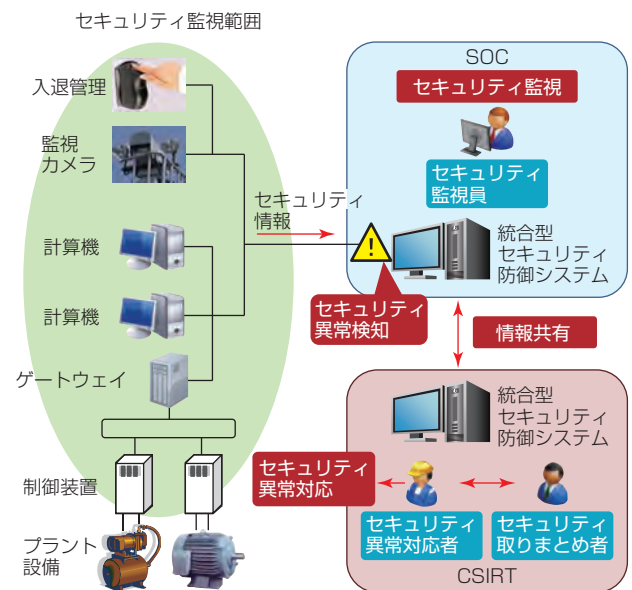 セキュリティ監視範囲
入退管理
監視
カメラ
計算機
計算機
ゲートウェイ
制御装置
プラント
設備
セキュリティ
情報
SOC
セキュリティ監視
セキュリティ
監視員
!
統合型
セキュリティ
防御システム
セキュリティ
異常検知
情報共有
統合型
セキュリティ
防御システム
セキュリティ
異常対応
セキュリティ
異常対応者
セキュリティ
取りまとめ者
CSIRT